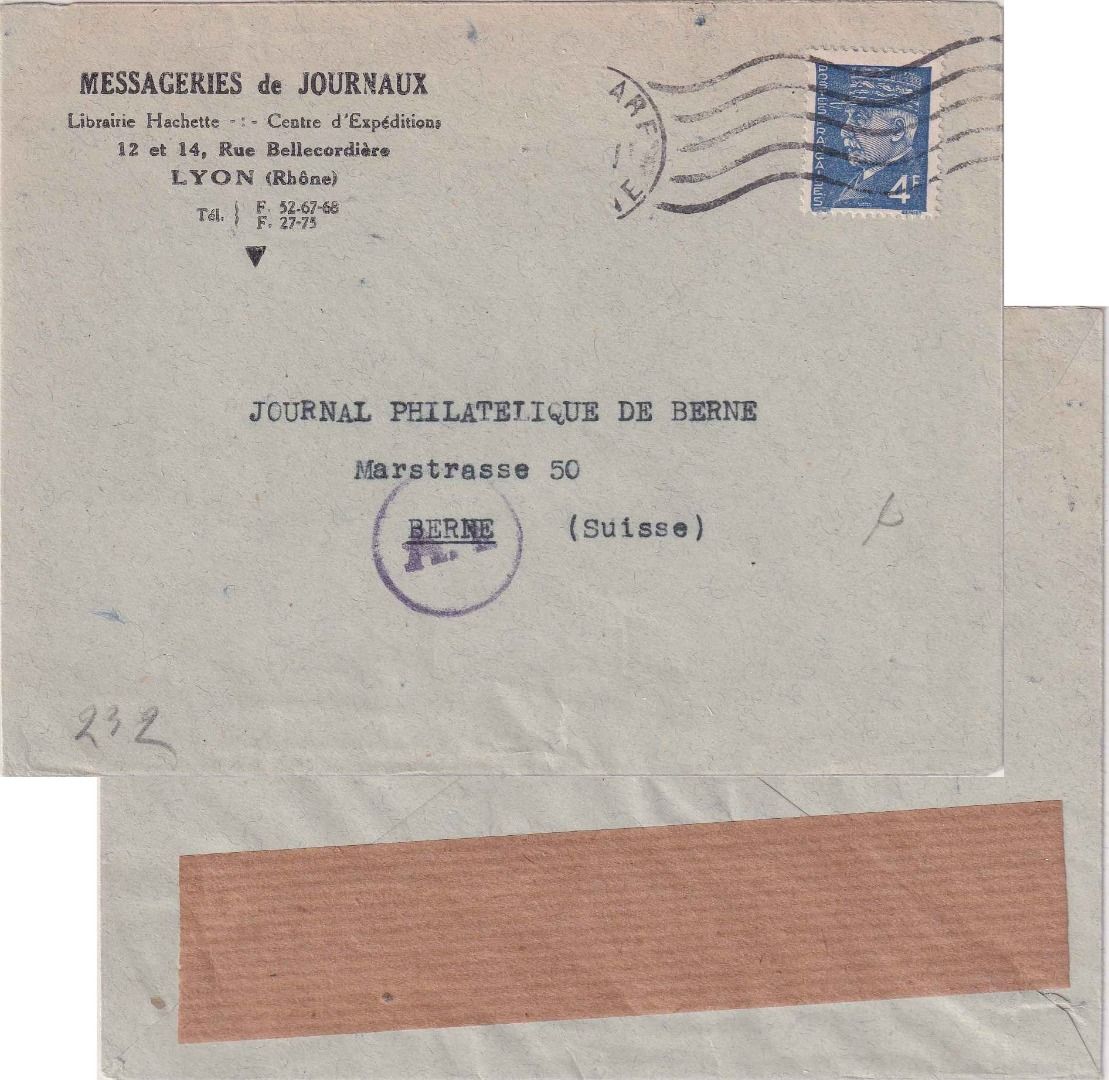 MESSAGERIES de JOURNAUX
Librairie Hachette -:- Centre d'Expéditions
12 et 14, Rue Bellecordière
LYON (Rhône)
Tél. } F. 52-67-68
F. 27-75
POSTES FRANÇAISES
4F
JOURNAL PHILATELIQUE DE BERNE
Marstrasse 50
BERNE (Suisse)
232